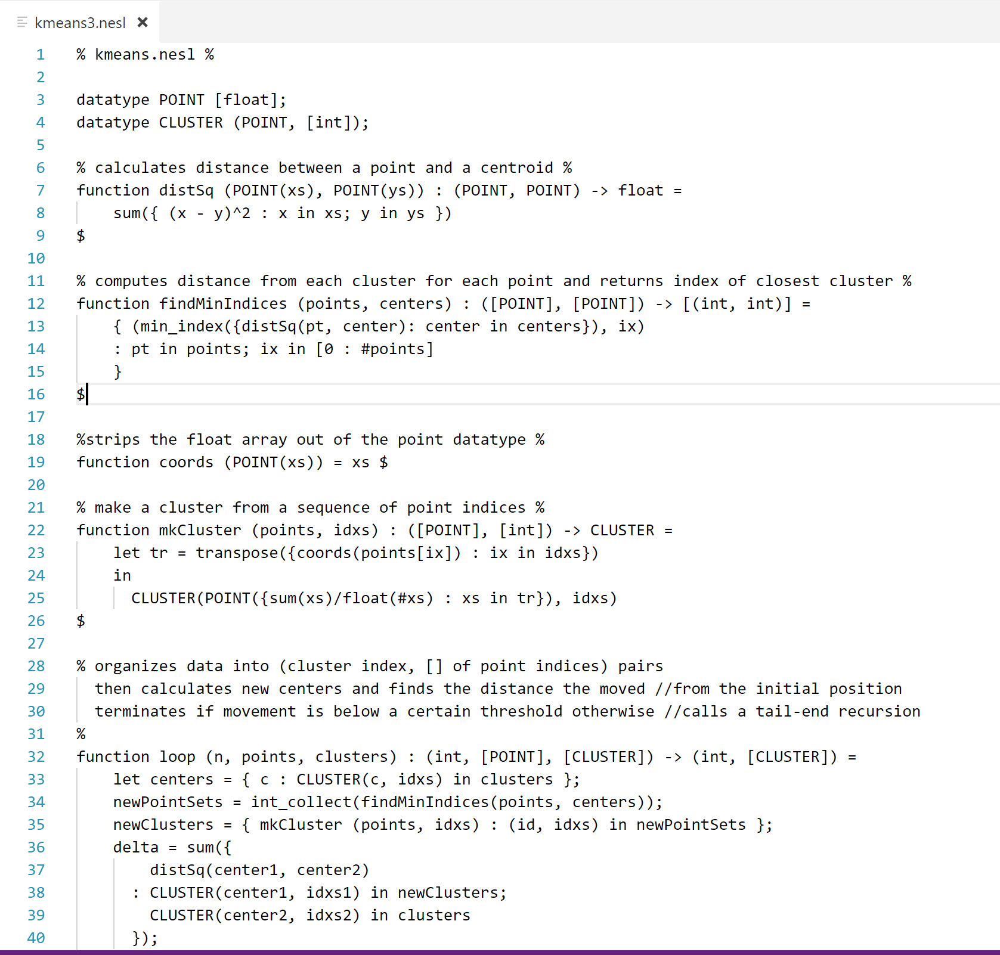 kmeans3.nesl
1 % kmeans.nesl %
2
3 datatype POINT [float];
4 datatype CLUSTER (POINT, [int]);
5
6 % calculates distance between a point and a centroid %
7 function distSq (POINT(xs), POINT(ys)) : (POINT, POINT) -> float =
8     sum({ (x - y)^2 : x in xs; y in ys })
9 $
10
11 % computes distance from each cluster for each point and returns index of closest cluster %
12 function findMinIndices (points, centers) : ([POINT], [POINT]) -> [(int, int)] =
13     { (min_index({distSq(pt, center): center in centers}), ix)
14     : pt in points; ix in [0 : #points]
15     }
16 $
17
18 %strips the float array out of the point datatype %
19 function coords (POINT(xs)) = xs $
20
21 % make a cluster from a sequence of point indices %
22 function mkCluster (points, idxs) : ([POINT], [int]) -> CLUSTER =
23     let tr = transpose({coords(points[ix]) : ix in idxs})
24     in
25       CLUSTER(POINT({sum(xs)/float(#xs) : xs in tr}), idxs)
26 $
27
28 % organizes data into (cluster index, [] of point indices) pairs
29   then calculates new centers and finds the distance the moved //from the initial position
30   terminates if movement is below a certain threshold otherwise //calls a tail-end recursion
31 %
32 function loop (n, points, clusters) : (int, [POINT], [CLUSTER]) -> (int, [CLUSTER]) =
33     let centers = { c : CLUSTER(c, idxs) in clusters };
34     newPointSets = int_collect(findMinIndices(points, centers));
35     newClusters = { mkCluster (points, idxs) : (id, idxs) in newPointSets };
36     delta = sum({
37         distSq(center1, center2)
38       : CLUSTER(center1, idxs1) in newClusters;
39         CLUSTER(center2, idxs2) in clusters
40       });